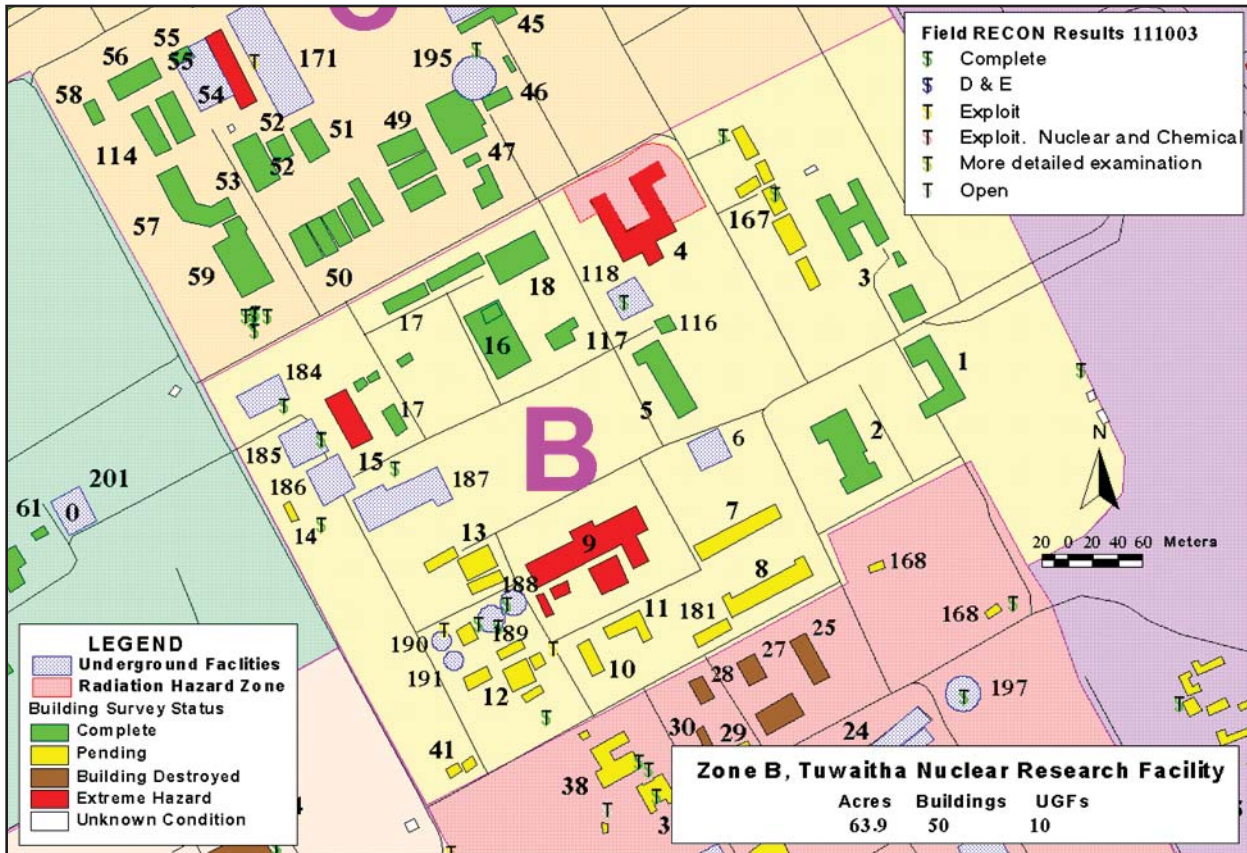 C
45
55
56
55
171
195
58
54
46
52
51
49
114
53
52
47
57
167
59
50
118
4
3
18
17
116
16
117
184
1
17
5
B
6
2
185
15
187
186
N
201
0
61
14
13
7
9
8
168
188
181
11
168
190
189
25
27
191
10
28
197
12
30
29
24
41
38
20 0 20 40 60 Meters
Field RECON Results 111003
T
$ Complete
T
$ D & E
T Exploit
T
$ Exploit. Nuclear and Chemical
T
$ More detailed examination
T Open
LEGEND
Underground Faclities
Radiation Hazard Zone
Building Survey Status
Complete
Pending
Building Destroyed
Extreme Hazard
Unknown Condition
Zone B, Tuwaitha Nuclear Research Facility
Acres Buildings UGFs
63.9 50 10